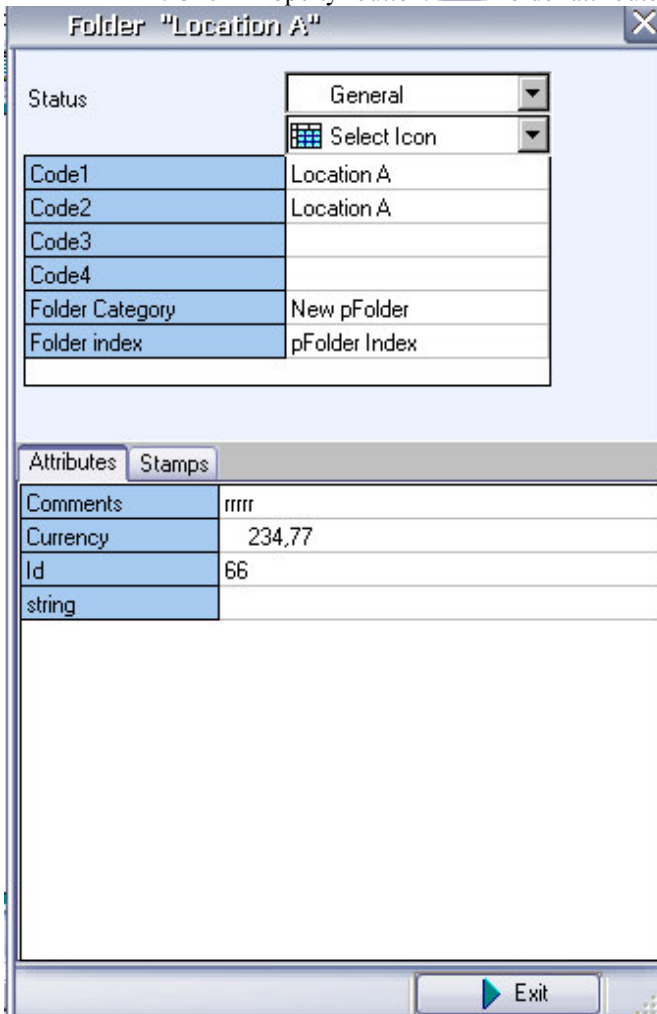 Folder "Location A"
Status
General
Select Icon
Code1 Location A
Code2 Location A
Code3
Code4
Folder Category New pFolder
Folder index pFolder Index
Attributes Stamps
Comments rrrrr
Currency 234,77
Id 66
string
Exit